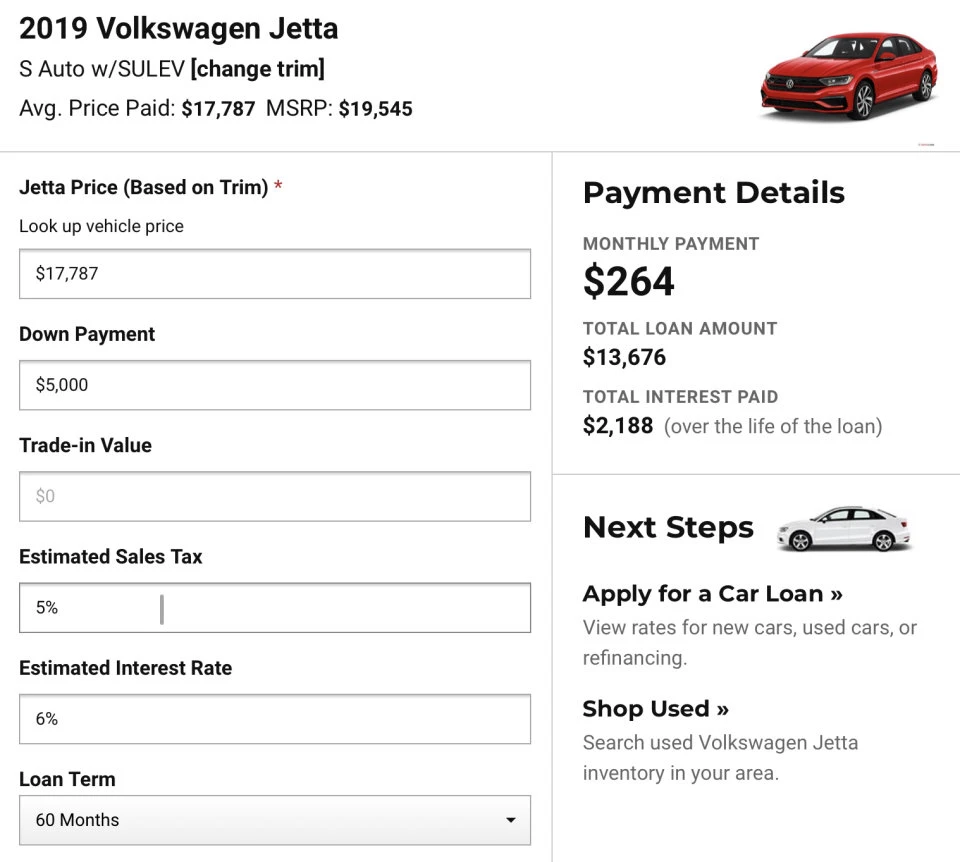 2019 Volkswagen Jetta
S Auto w/SULEV [change trim]
Avg. Price Paid: $17,787 MSRP: $19,545
Jetta Price (Based on Trim) *
Look up vehicle price
$17,787
Down Payment
$5,000
Trade-in Value
$0
Estimated Sales Tax
5%
Estimated Interest Rate
6%
Loan Term
60 Months
Payment Details
MONTHLY PAYMENT
$264
TOTAL LOAN AMOUNT
$13,676
TOTAL INTEREST PAID
$2,188 (over the life of the loan)
Next Steps
Apply for a Car Loan »
View rates for new cars, used cars, or
refinancing.
Shop Used »
Search used Volkswagen Jetta
inventory in your area.